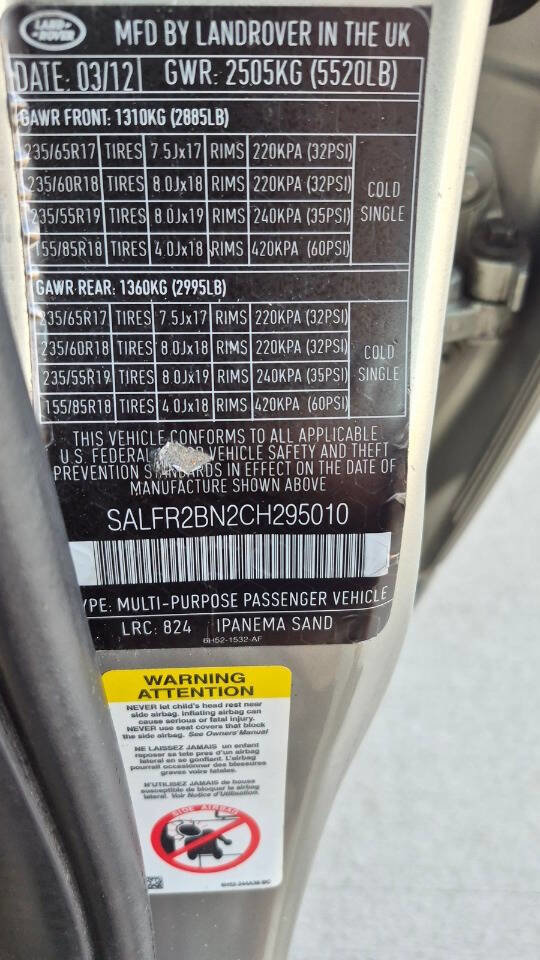 LAND
ROVER
MFD BY LANDROVER IN THE UK
DATE: 03/12 GWR: 2505KG (5520LB)
GAWR FRONT: 1310KG (2885LB)
235/65R17 TIRES 7.5Jx17 RIMS 220KPA (32PSI)
235/60R18 TIRES 8.0Jx18 RIMS 220KPA (32PSI)
235/55R19 TIRES 8.0Jx19 RIMS 240KPA (35PSI)
155/85R18 TIRES 4.0Jx18 RIMS 420KPA (60PSI)
COLD
SINGLE
GAWR REAR: 1360KG (2995LB)
235/65R17 TIRES 7.5Jx17 RIMS 220KPA (32PSI)
235/60R18 TIRES 8.0Jx18 RIMS 220KPA (32PSI)
235/55R19 TIRES 8.0Jx19 RIMS 240KPA (35PSI)
155/85R18 TIRES 4.0Jx18 RIMS 420KPA (60PSI)
COLD
SINGLE
THIS VEHICLE CONFORMS TO ALL APPLICABLE
U.S. FEDERAL VEHICLE SAFETY AND THEFT
PREVENTION STANDARDS IN EFFECT ON THE DATE OF
MANUFACTURE SHOWN ABOVE
SALFR2BN2CH295010
YPE: MULTI-PURPOSE PASSENGER VEHICLE
LRC: 824 IPANEMA SAND
6H52-1532-AF
WARNING
ATTENTION
NEVER let child's head rest near
side airbag. Inflating airbag can
cause serious or fatal injury.
NEVER use seat covers that block
the side airbag. See Owners Manual
NE LAISSEZ JAMAIS un enfant
reposer sa tete pres d'un airbag
lateral en se gonflant. L'airbag
pourrait occasionner des blessures
graves voire fatales.
N'UTILISEZ JAMAIS de housse
susceptible de bloquer l'airbag
lateral. Voir Notice d'Utilisation.
SIDE AIRBAG